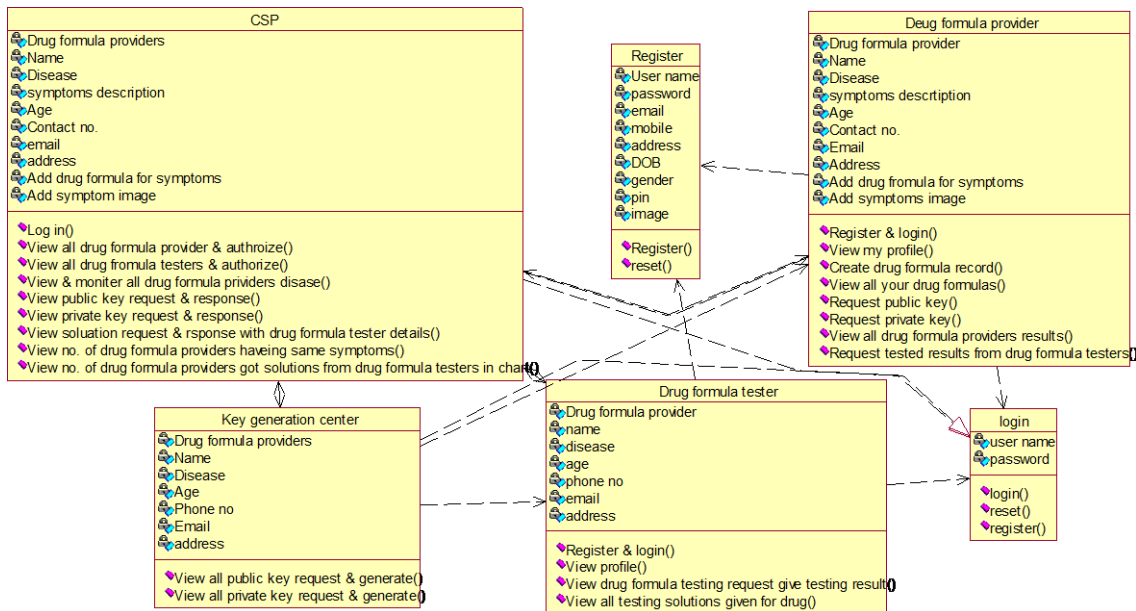 CSP
Drug formula providers
Name
Disease
symptoms description
Age
Contact no.
email
address
Add drug formula for symptoms
Add symptom image
Log in()
View all drug formula provider & authroize()
View all drug fromula testers & authorize()
View & moniter all drug formula prividers disase()
View public key request & response()
View private key request & response()
View soluation request & rsponse with drug formula tester details()
View no. of drug formula providers haveing same symptoms()
View no. of drug formula providers got solutions from drug formula testers in chart()
Register
User name
password
email
mobile
address
DOB
gender
pin
image
Register()
reset()
Deug formula provider
Drug formula provider
Name
Disease
symptoms descrtiption
Age
Contact no.
Email
Address
Add drug fromula for symptoms
Add symptoms image
Register & login()
View my profile()
Create drug formula record()
View all your drug formulas()
Request public key()
Request private key()
View all drug formula providers results()
Request tested results from drug formula testers()
Key generation center
Drug formula providers
Name
Disease
Age
Phone no
Email
address
View all public key request & generate()
View all private key request & generate()
Drug formula tester
Drug formula provider
name
disease
age
phone no
email
address
Register & login()
View profile()
View drug formula testing request give testing result()
View all testing solutions given for drug()
login
user name
password
login()
reset()
register()